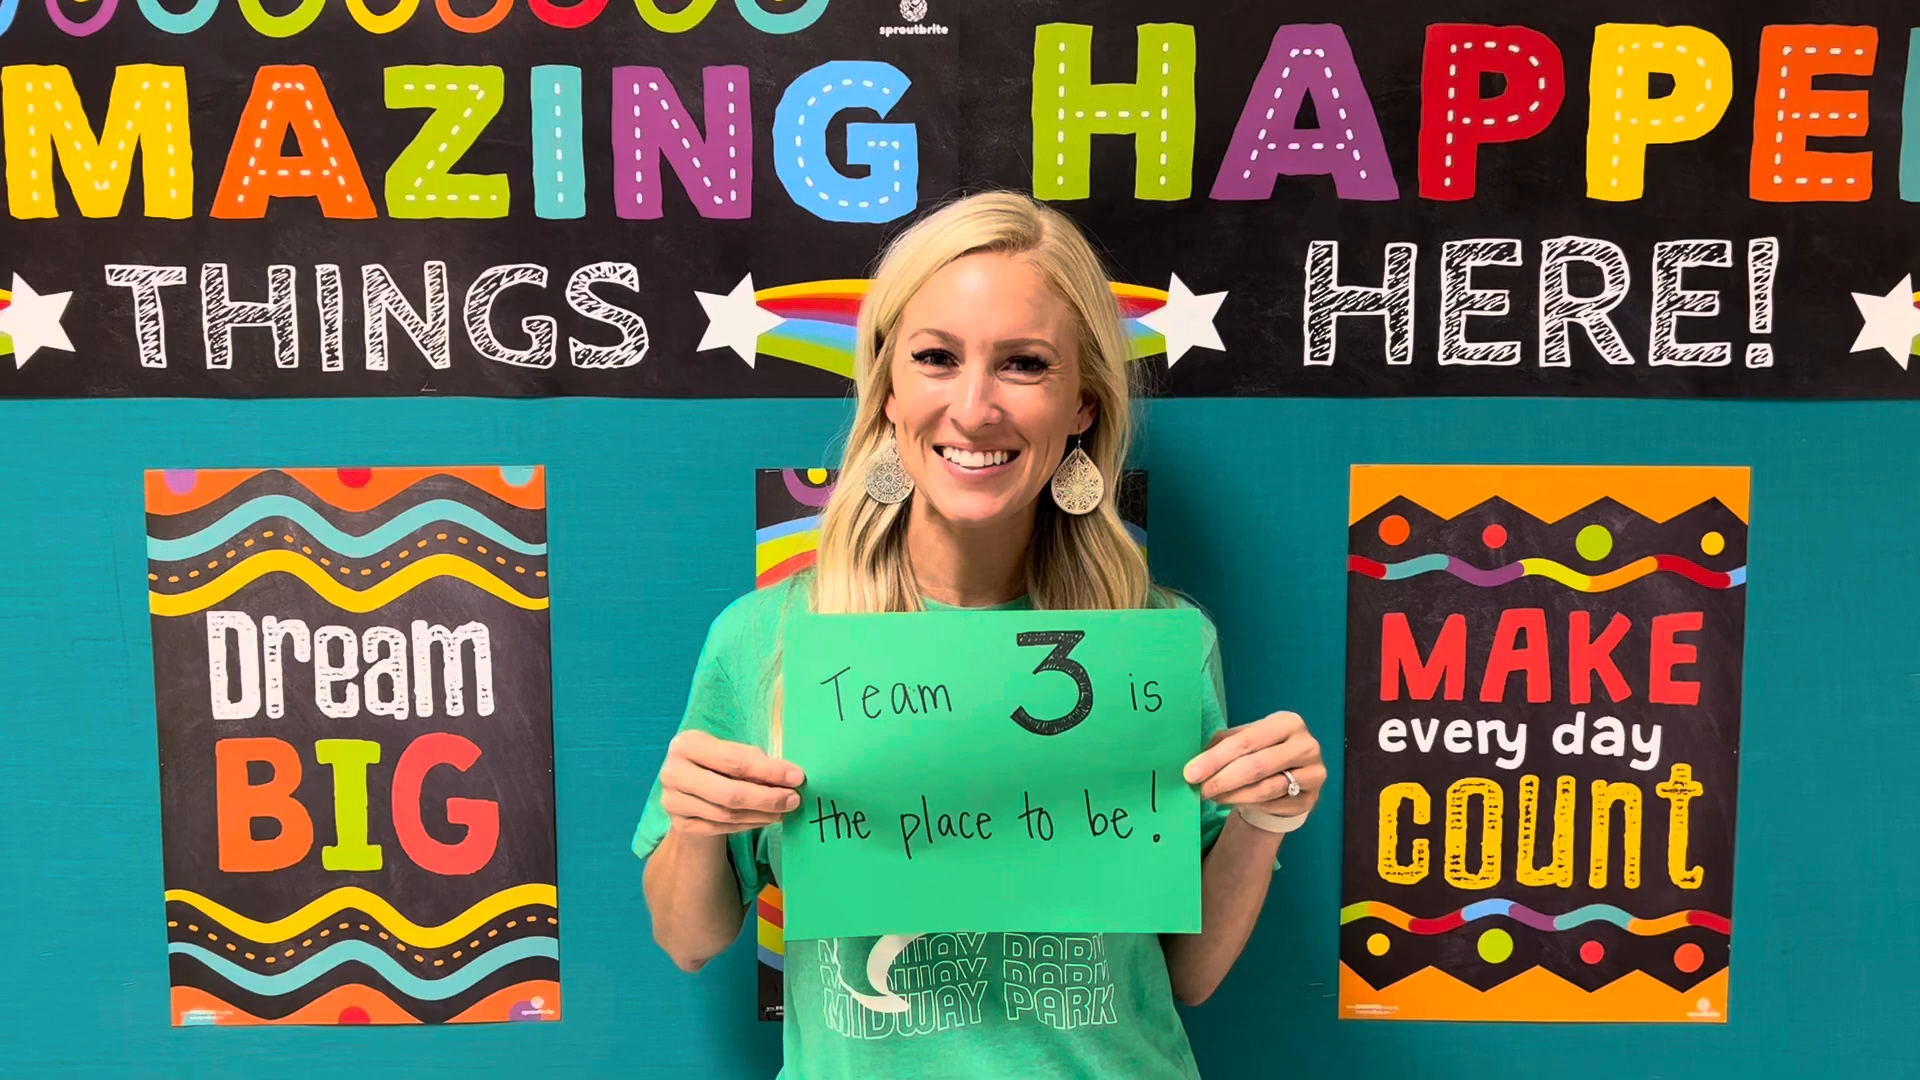 sproutbrite
MAZING HAPPE
THINGS HERE!
Dream
BIG
Team 3 is
the place to be!
MIDWAY PARK
MAKE
every day
count
sproutbrite